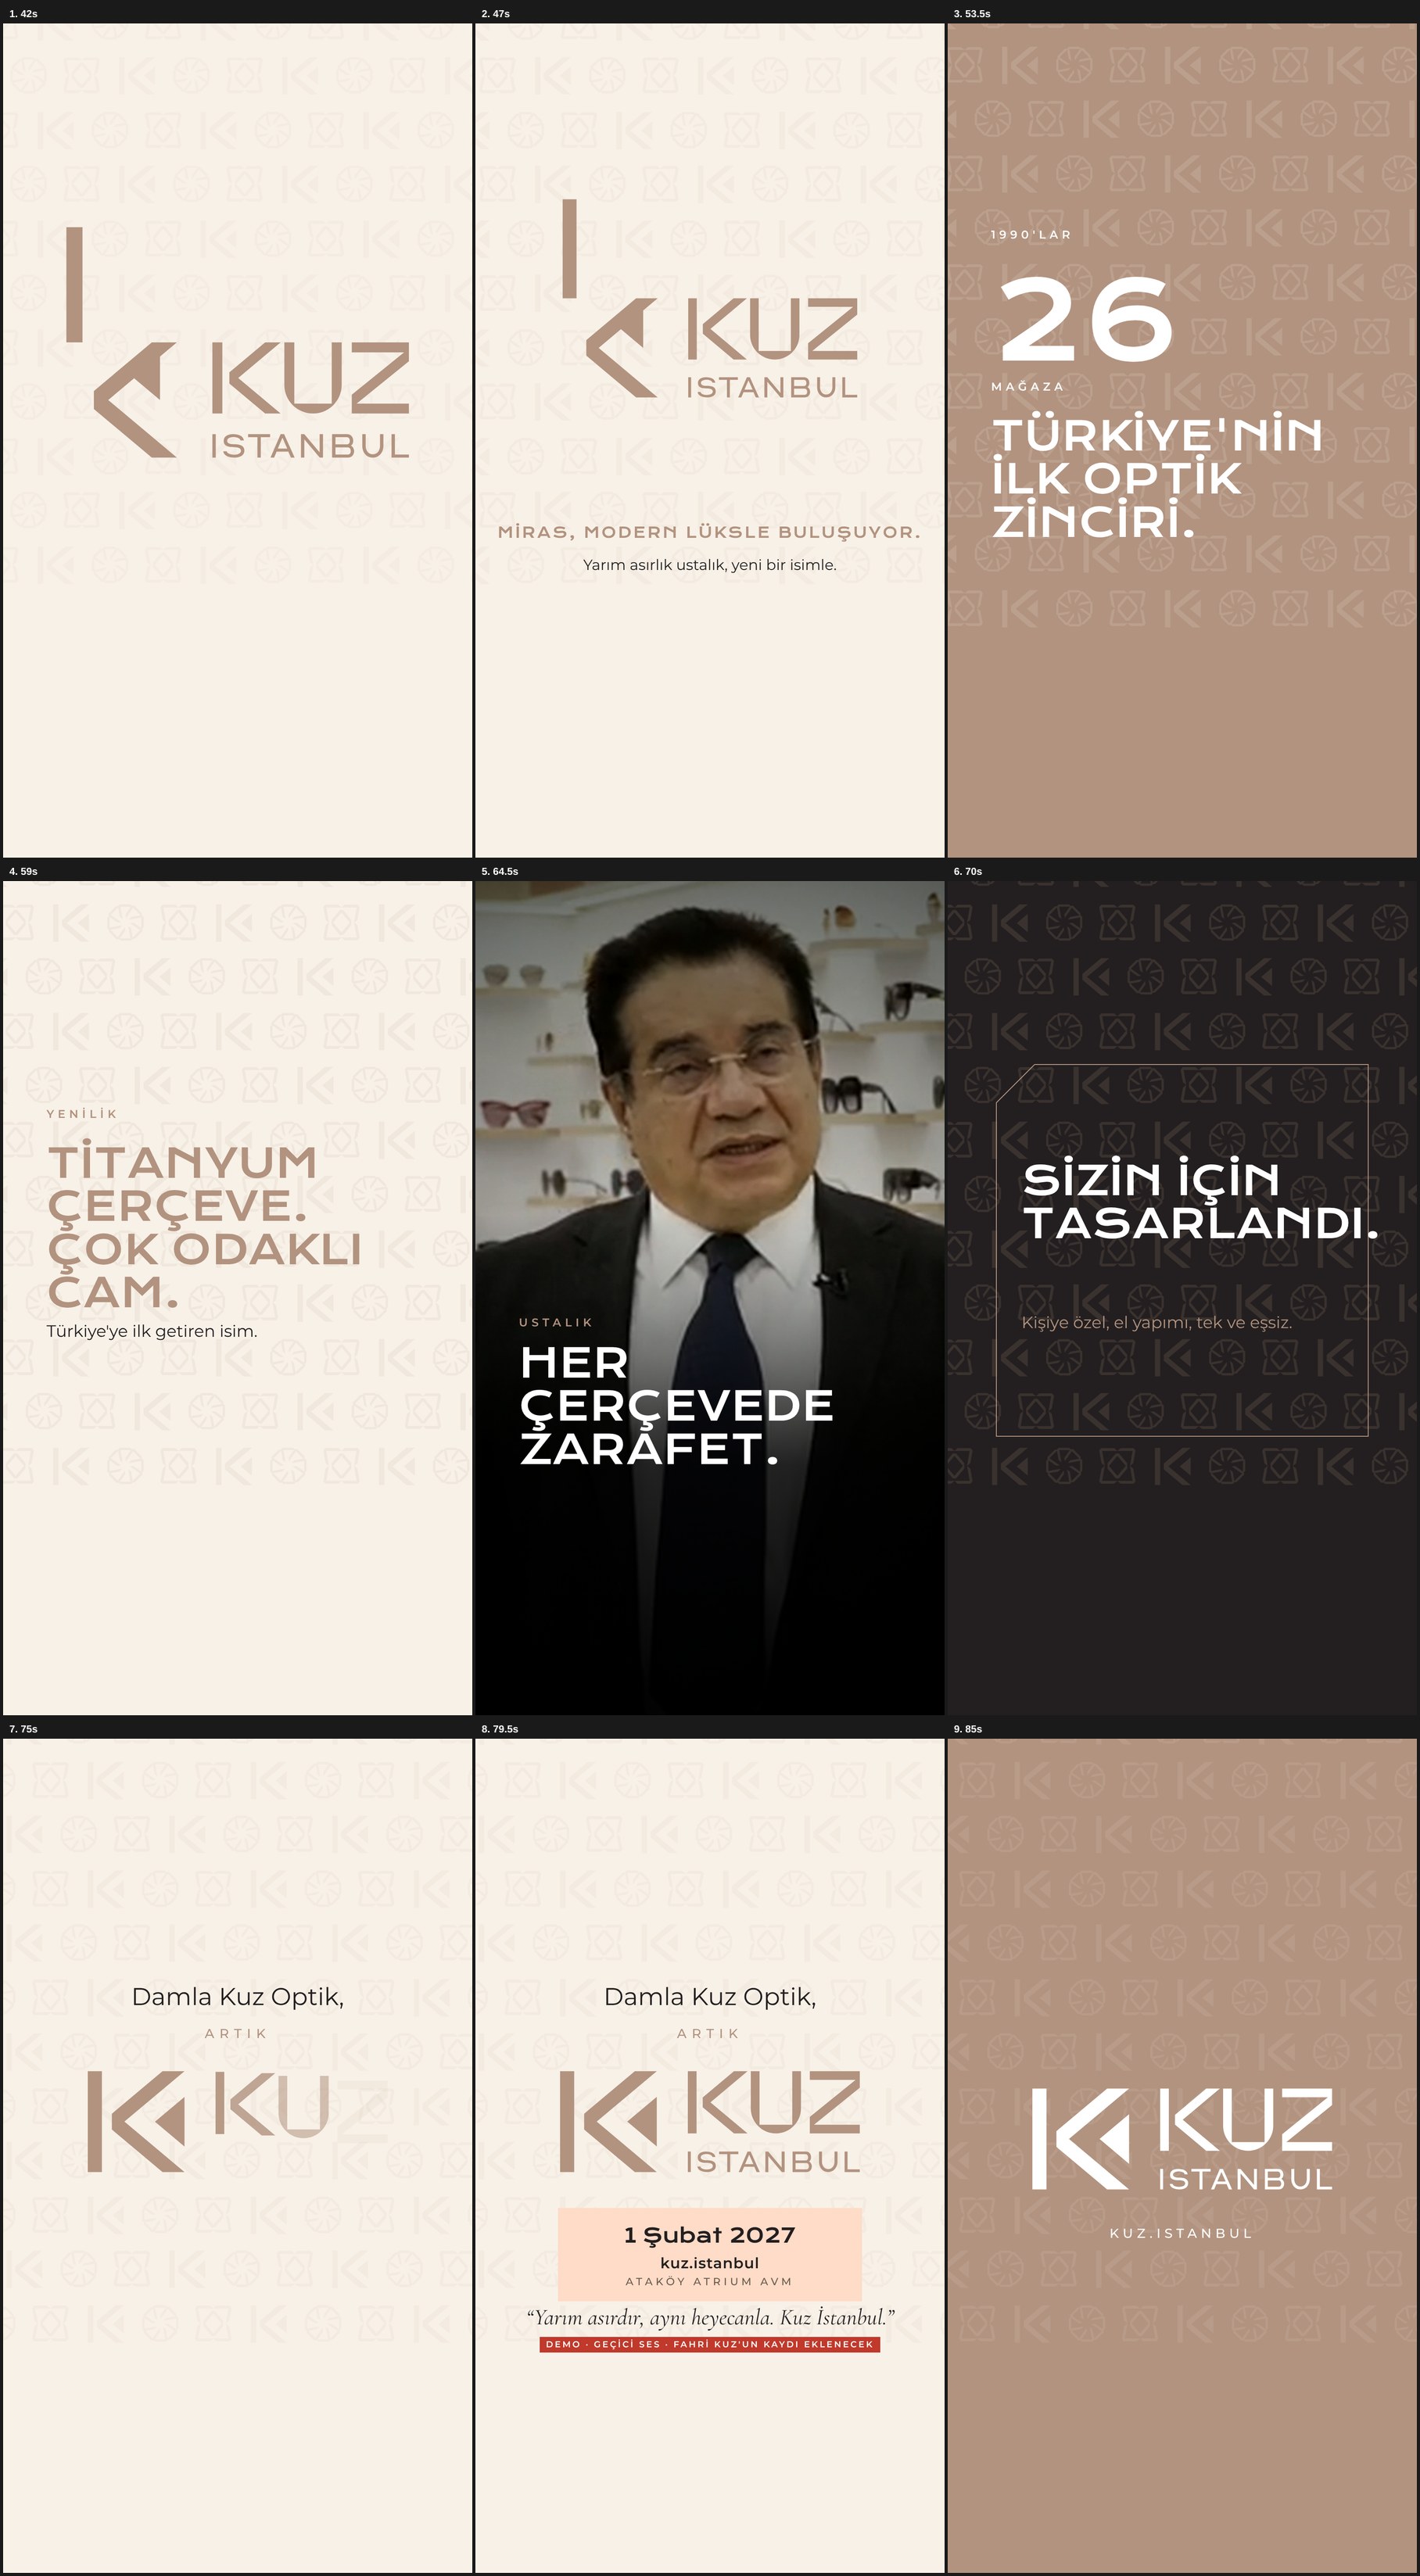 1. 42s
KUZ
ISTANBUL
2. 47s
KUZ
ISTANBUL
MİRAS, MODERN LÜKSLE BULUŞUYOR.
Yarım asırlık ustalık, yeni bir isimle.
3. 53.5s
1990'LAR
26
MAĞAZA
TÜRKİYE'NİN
İLK OPTİK
ZİNCİRİ.
4. 59s
YENİLİK
TİTANYUM
ÇERÇEVE.
ÇOK ODAKLI
CAM.
Türkiye'ye ilk getiren isim.
5. 64.5s
USTALIK
HER
ÇERÇEVEDE
ZARAFET.
6. 70s
SİZİN İÇİN
TASARLANDI.
Kişiye özel, el yapımı, tek ve eşsiz.
7. 75s
Damla Kuz Optik,
ARTIK
KUZ
8. 79.5s
Damla Kuz Optik,
ARTIK
KUZ
ISTANBUL
1 Şubat 2027
kuz.istanbul
ATAKÖY ATRIUM AVM
“Yarım asırdır, aynı heyecanla. Kuz İstanbul.”
DEMO · GEÇİCİ SES · FAHRİ KUZ'UN KAYDI EKLENECEK
9. 85s
KUZ
ISTANBUL
KUZ.ISTANBUL